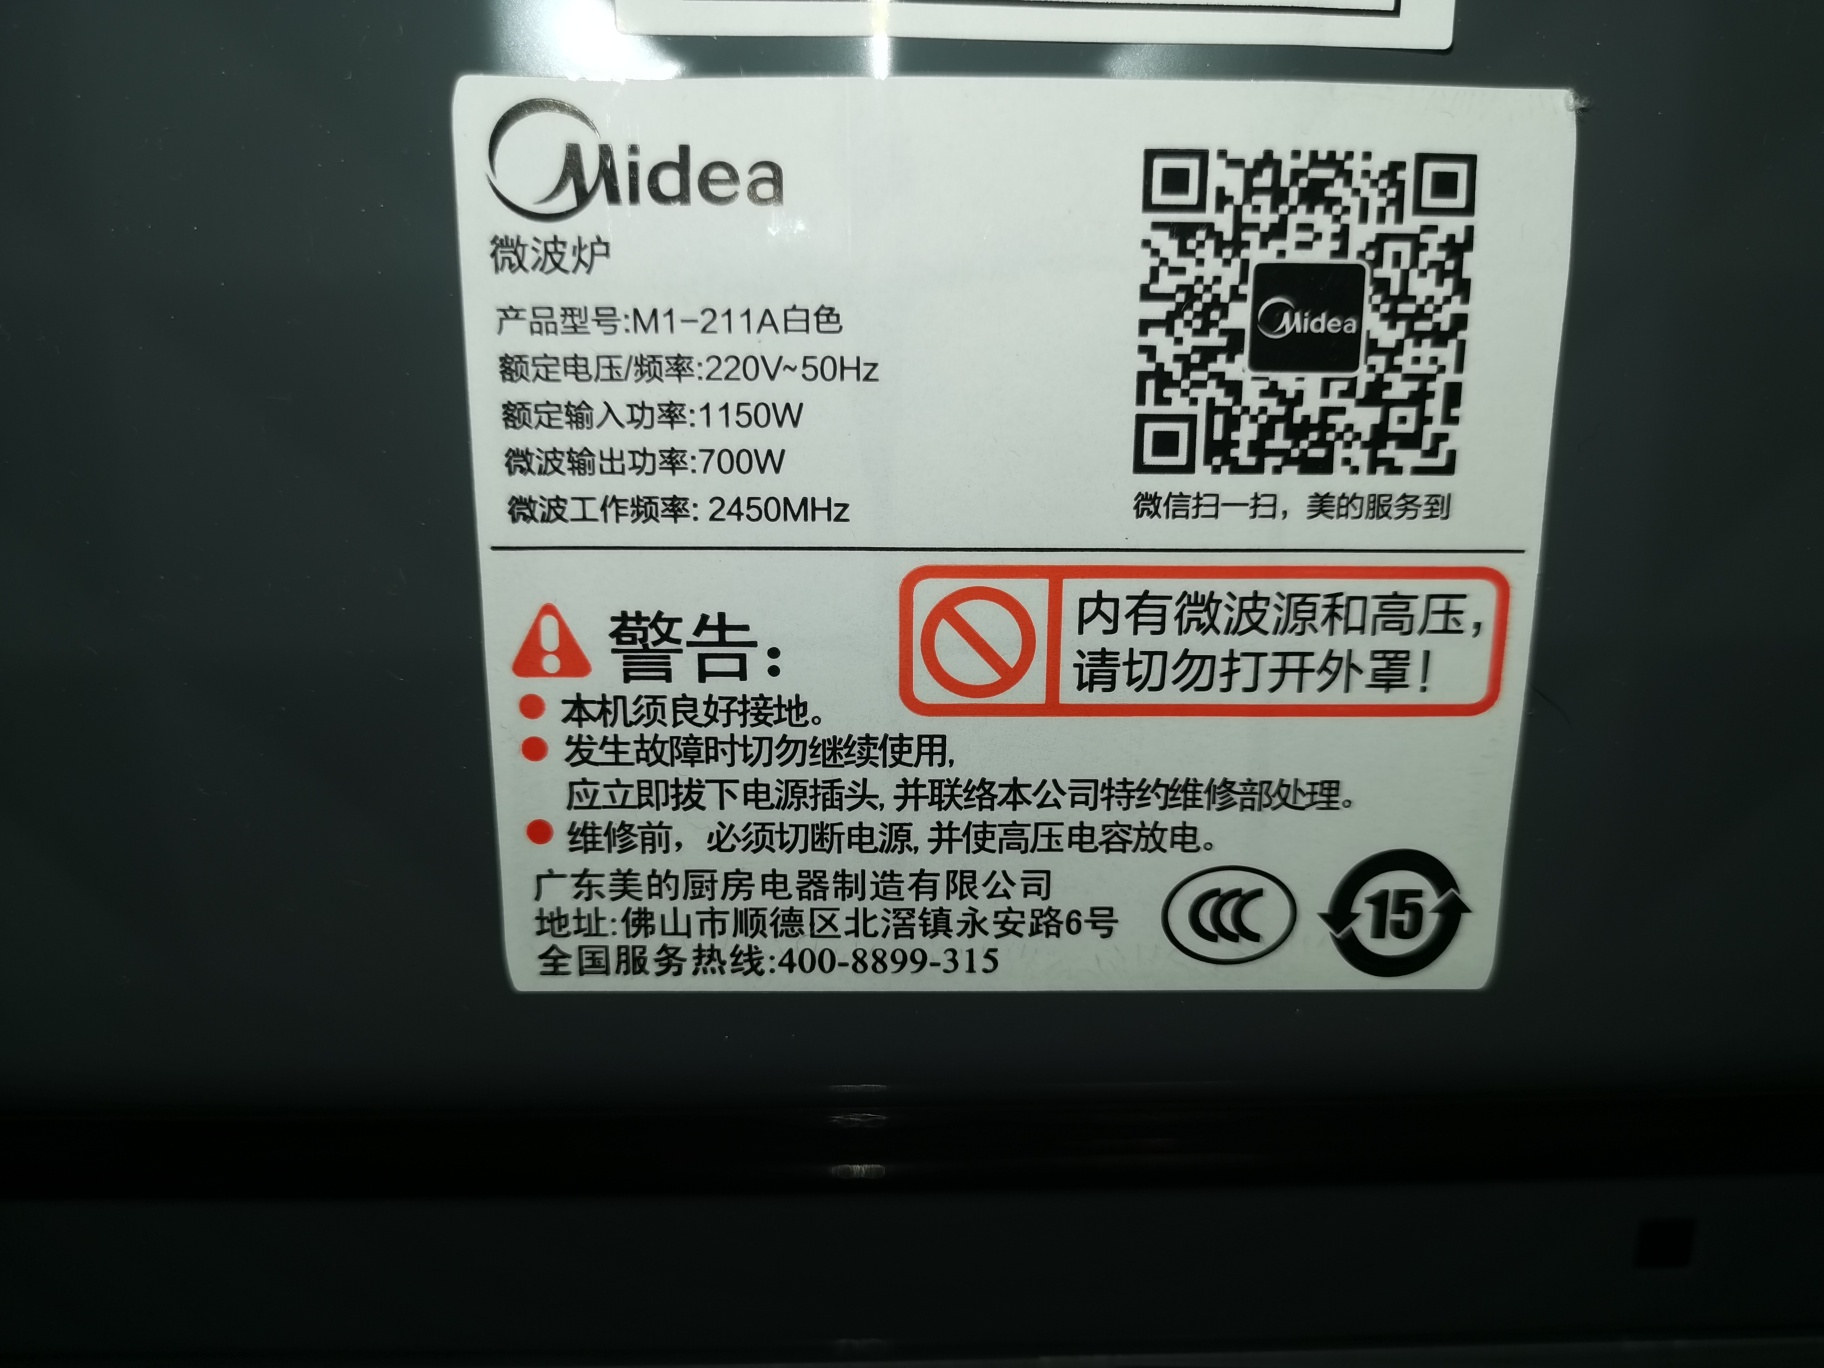 Midea
微波炉
产品型号:M1-211A白色
额定电压/频率:220V~50Hz
额定输入功率:1150W
微波输出功率:700W
微波工作频率: 2450MHz
Midea
微信扫一扫，美的服务到
警告:
内有微波源和高压，
请切勿打开外罩！
本机须良好接地。
发生故障时切勿继续使用,
应立即拔下电源插头,并联络本公司特约维修部处理。
维修前，必须切断电源,并使高压电容放电。
广东美的厨房电器制造有限公司
地址:佛山市顺德区北滘镇永安路6号
全国服务热线:400-8899-315
CCC
15